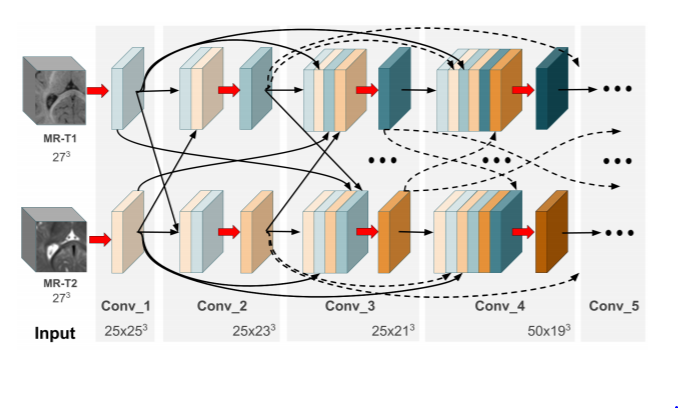 MR-T1
27³
MR-T2
27³
Input
Conv_1
25x25³
Conv_2
25x23³
Conv_3
25x21³
Conv_4
50x19³
Conv_5